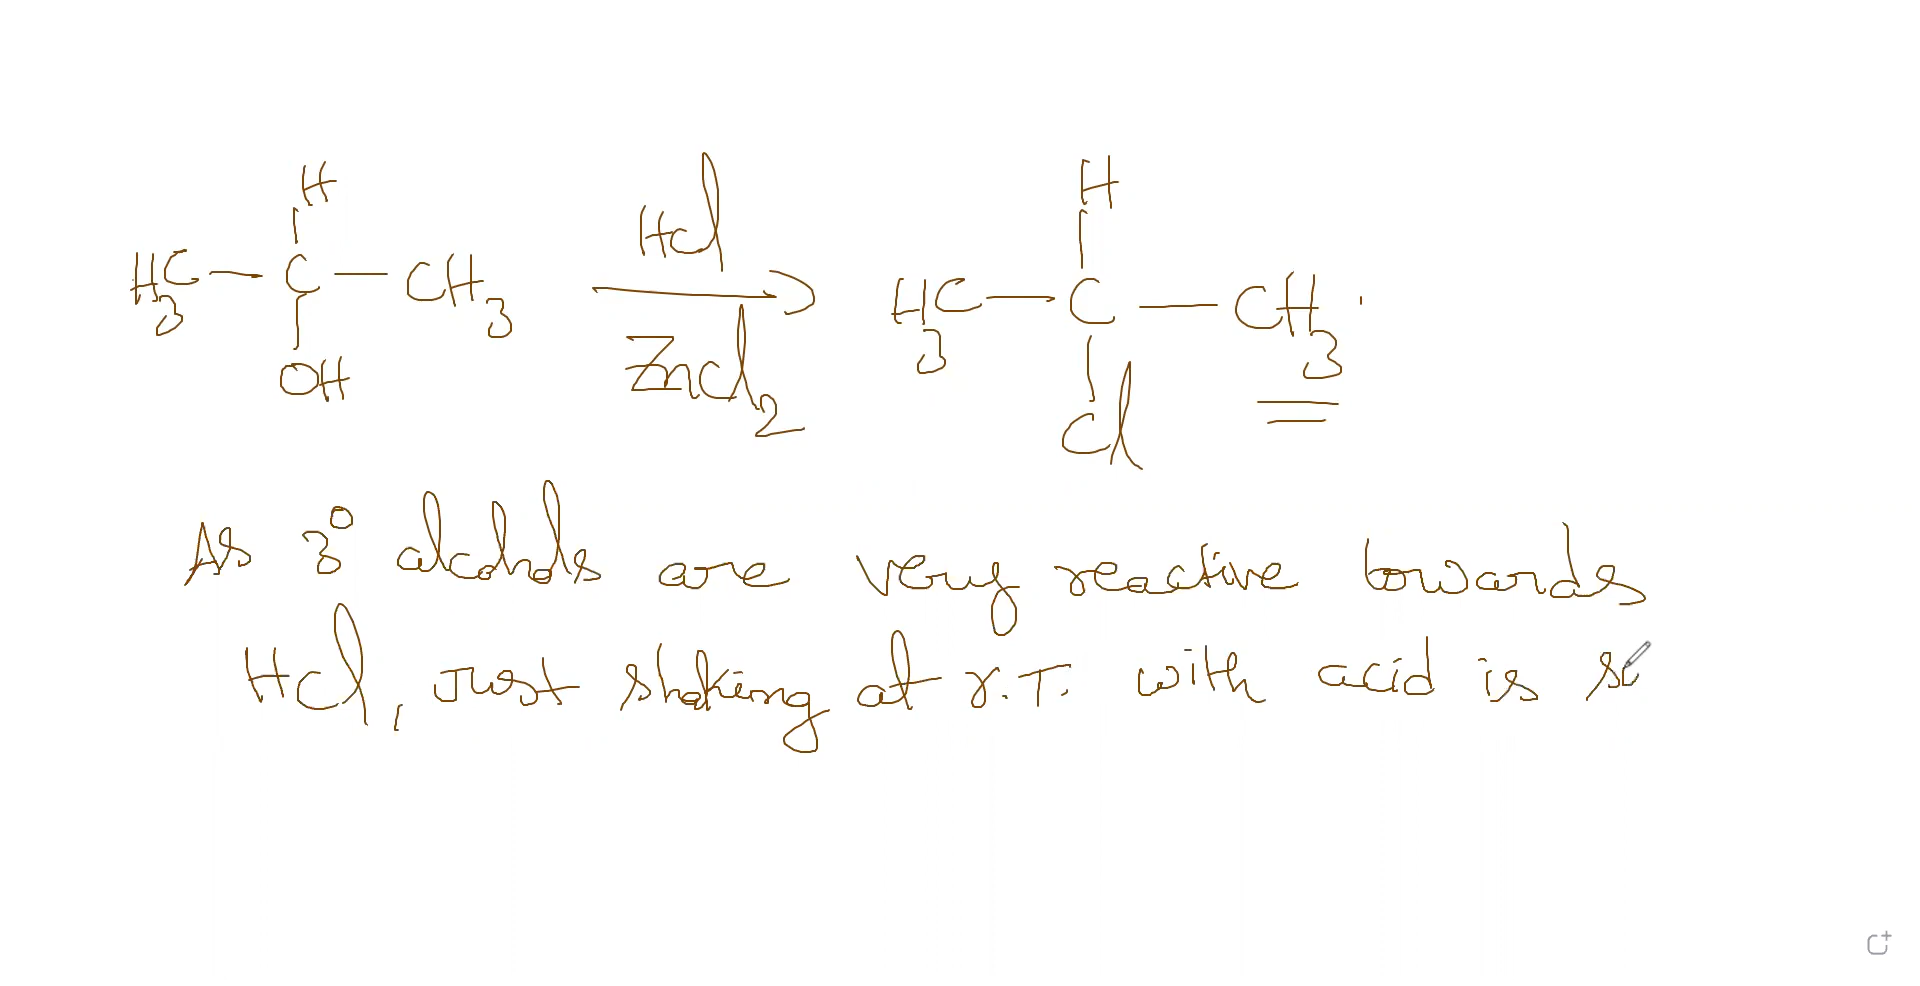 H H
H3C — C — CH3 HCl H3C — C — CH3 .
OH ZnCl2 Cl
As 3° alcohols are very reactive towards
HCl, Just shaking at r.T. with acid is